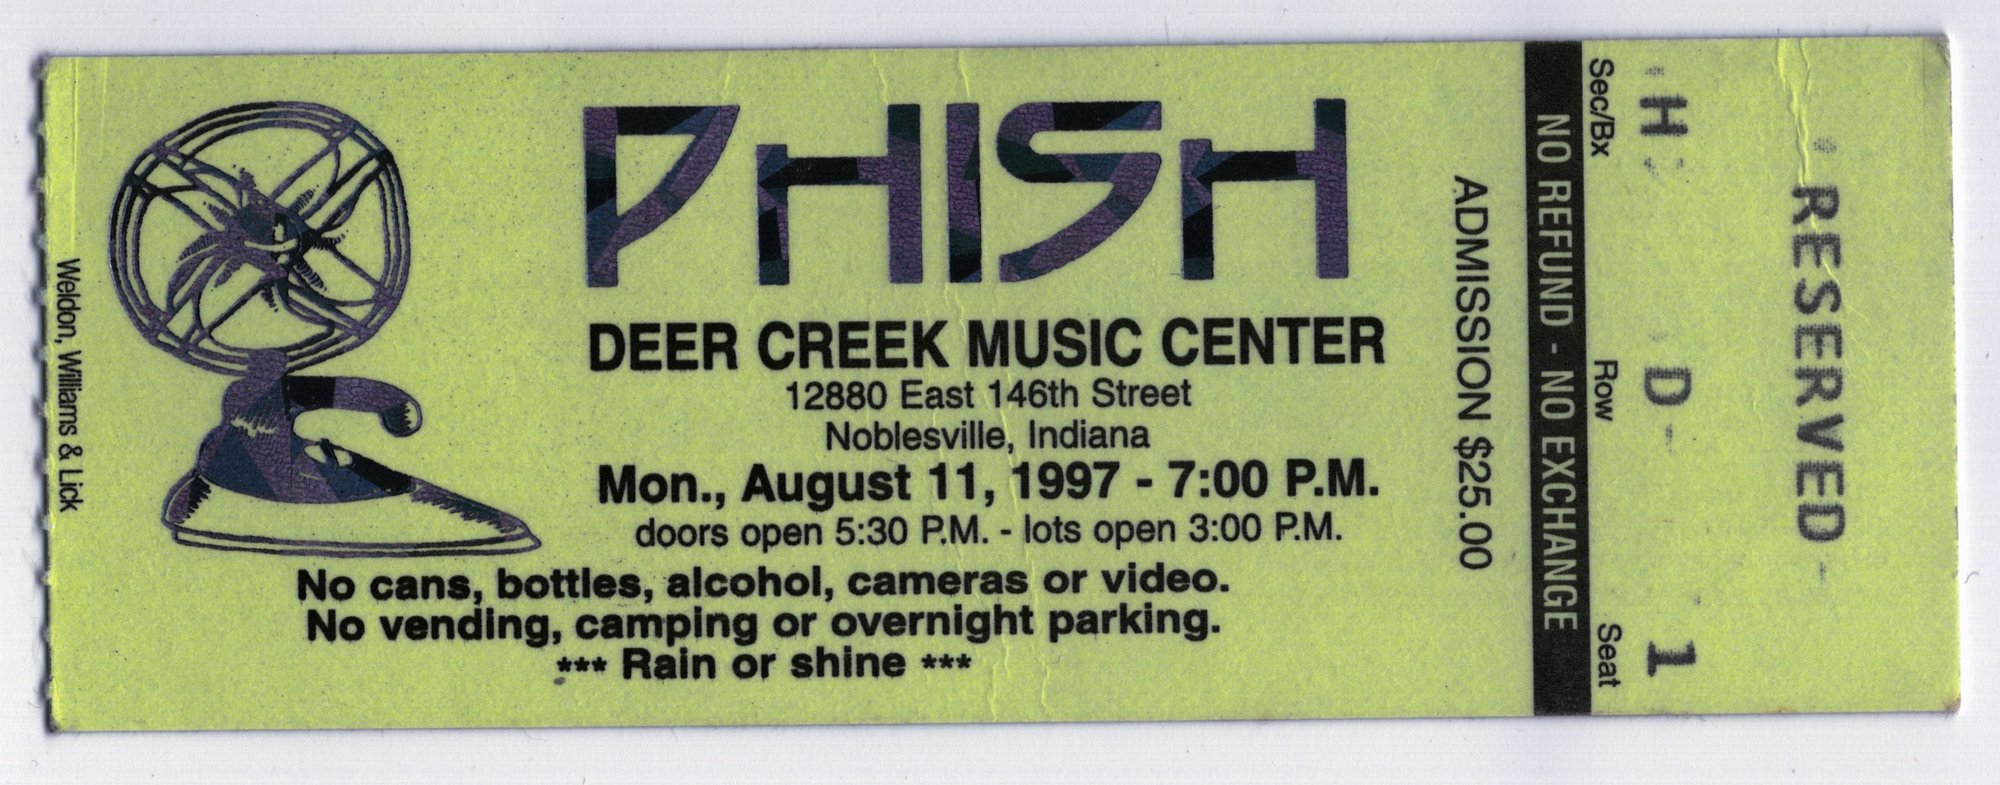 PHISH
DEER CREEK MUSIC CENTER
12880 East 146th Street
Noblesville, Indiana
Mon., August 11, 1997 - 7:00 P.M.
doors open 5:30 P.M. - lots open 3:00 P.M.
No cans, bottles, alcohol, cameras or video.
No vending, camping or overnight parking.
*** Rain or shine ***
Weldon, Williams & Lick
ADMISSION $25.00
NO REFUND - NO EXCHANGE
Sec/Bx Row Seat
H D 1
RESERVED